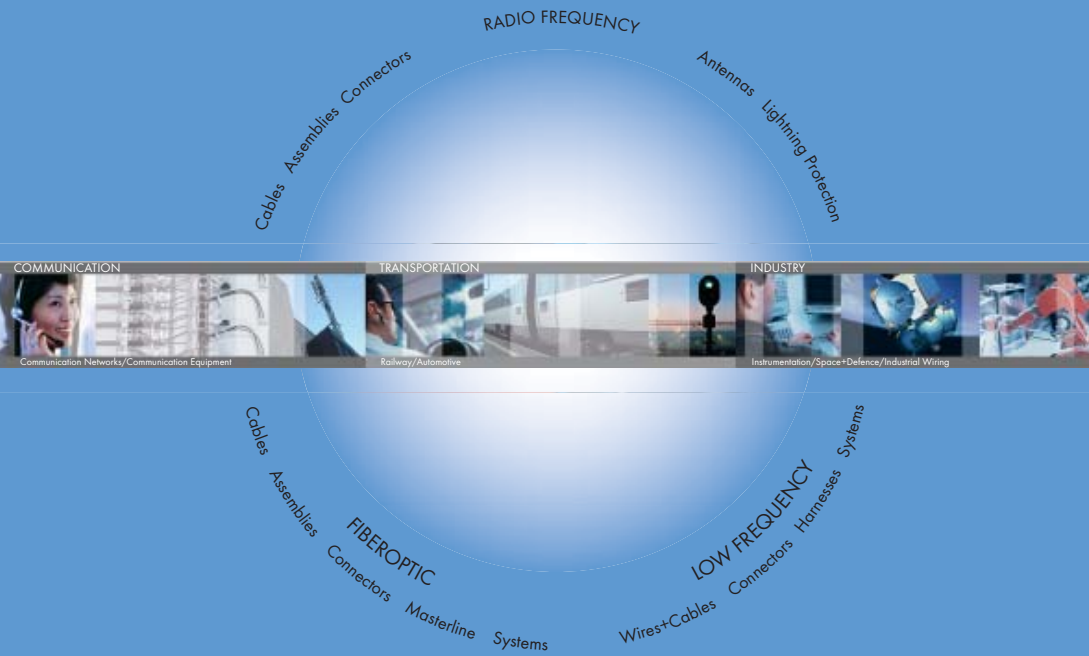 RADIO FREQUENCY
Cables Assemblies Connectors
Antennas Lightning Protection
COMMUNICATION
TRANSPORTATION
INDUSTRY
Communication Networks/Communication Equipment
Railway/Automotive
Instrumentation/Space+Defence/Industrial Wiring
FIBEROPTIC
Cables Assemblies Connectors Masterline Systems
LOW FREQUENCY
Wires+Cables Connectors Harnesses Systems